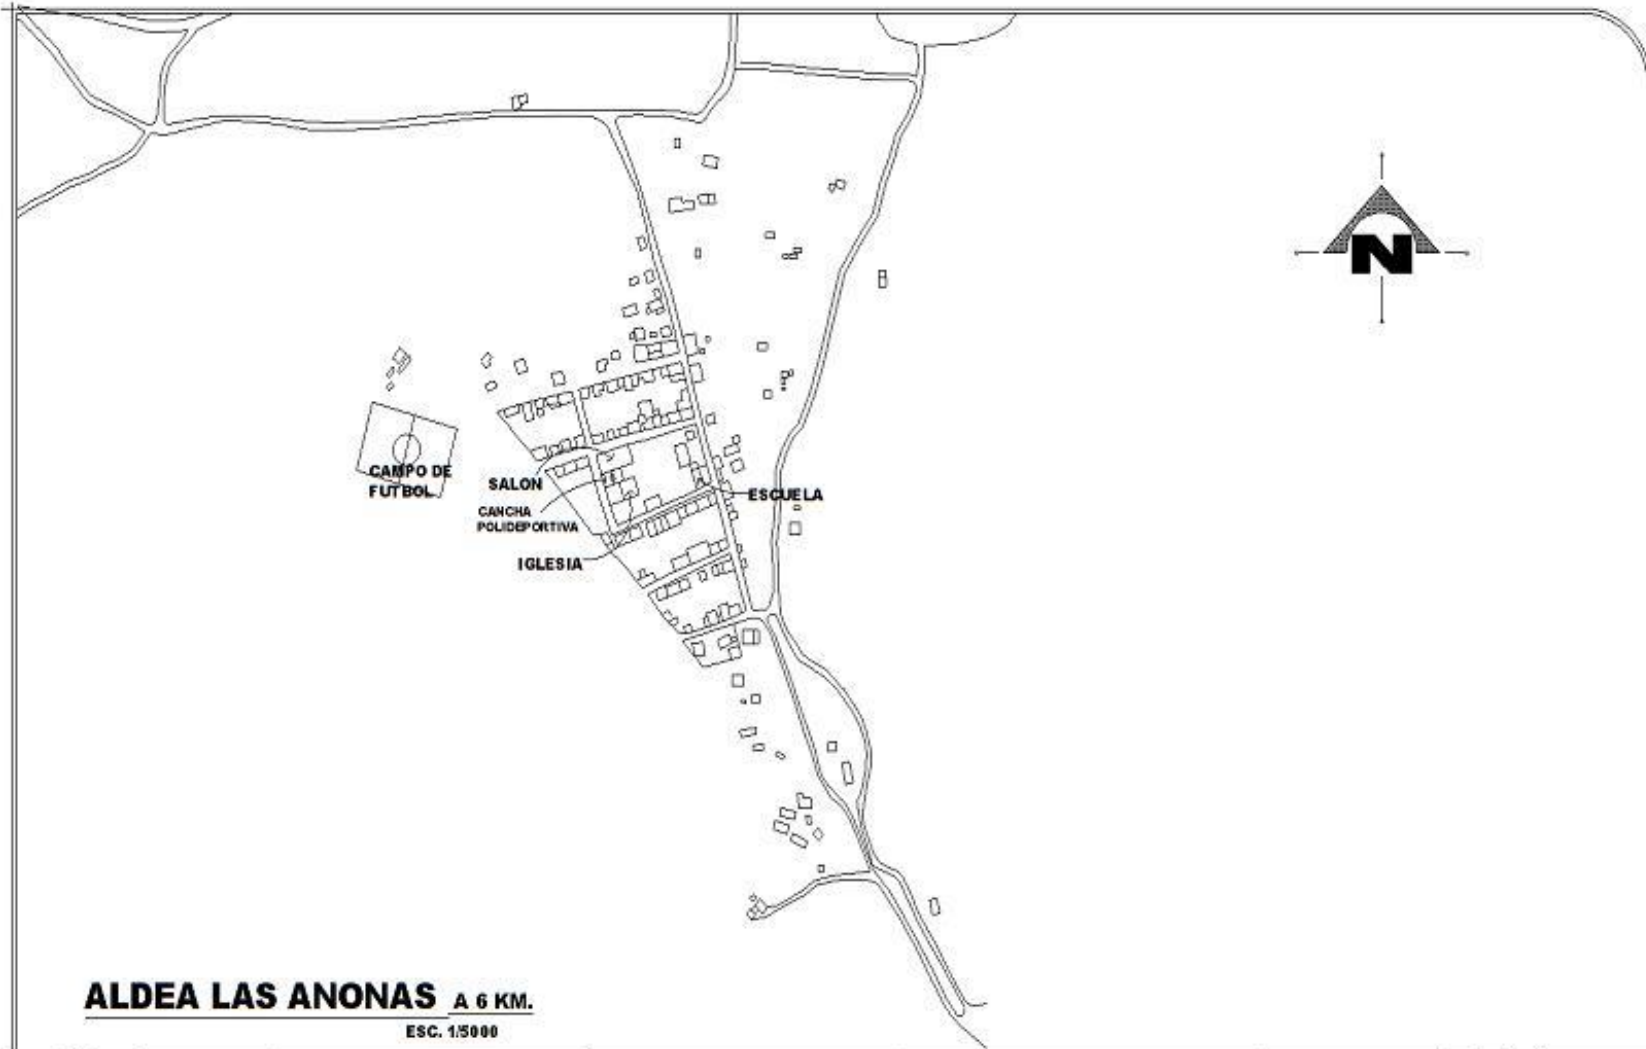 N
CAMPO DE
FUTBOL
SALON
CANCHA
POLIDEPORTIVA
IGLESIA
ESCUELA
ALDEA LAS ANONAS A 6 KM.
ESC. 1/5000